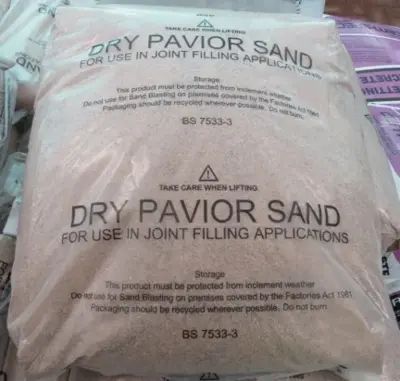 TAKE CARE WHEN LIFTING
DRY PAVIOR SAND
FOR USE IN JOINT FILLING APPLICATIONS
Storage
This product must be protected from inclement weather
Do not use for Sand Blasting on premises covered by the Factories Act 1961
Packaging should be recycled wherever possible. Do not burn.
BS 7533-3
TAKE CARE WHEN LIFTING
DRY PAVIOR SAND
FOR USE IN JOINT FILLING APPLICATIONS
Storage
This product must be protected from inclement weather
Do not use for Sand Blasting on premises covered by the Factories Act 1961
Packaging should be recycled wherever possible. Do not burn.
BS 7533-3